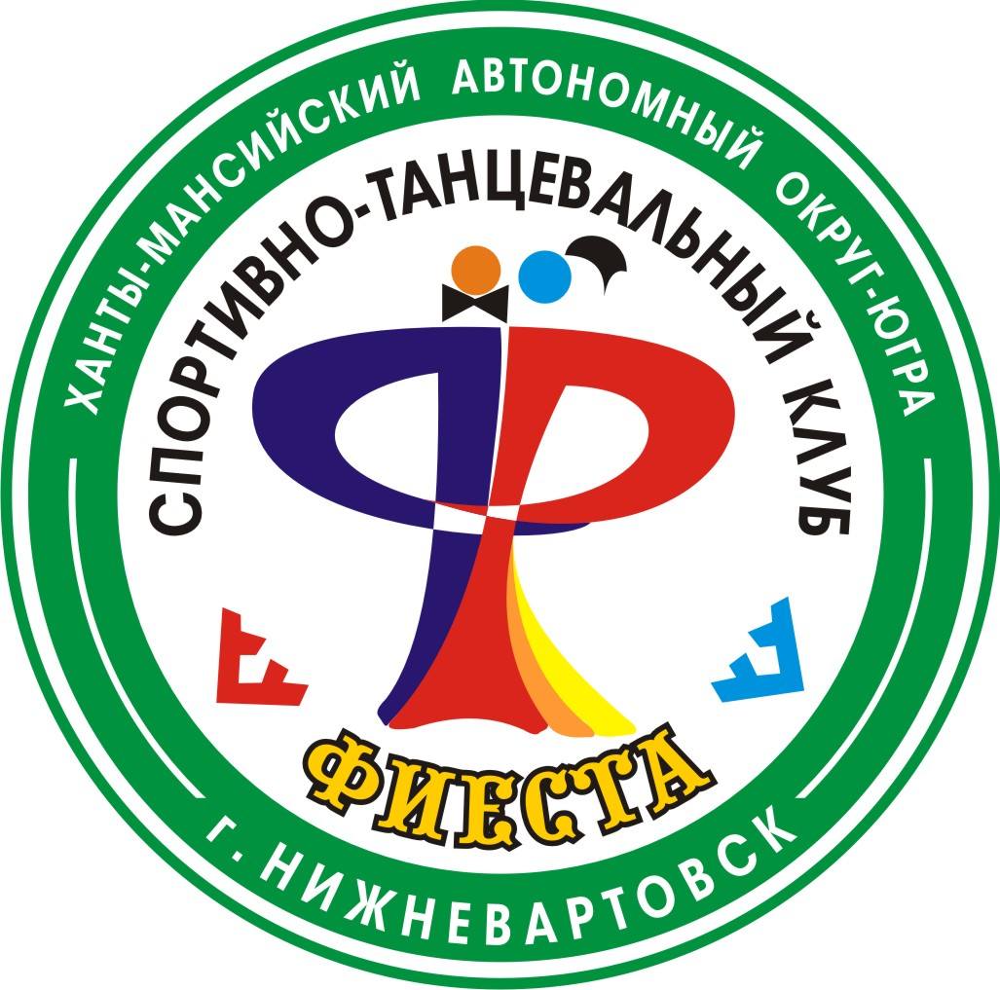 ХАНТЫ-МАНСИЙСКИЙ АВТОНОМНЫЙ ОКРУГ-ЮГРА
СПОРТИВНО-ТАНЦЕВАЛЬНЫЙ КЛУБ
ФИЕСТА
г. НИЖНЕВАРТОВСК